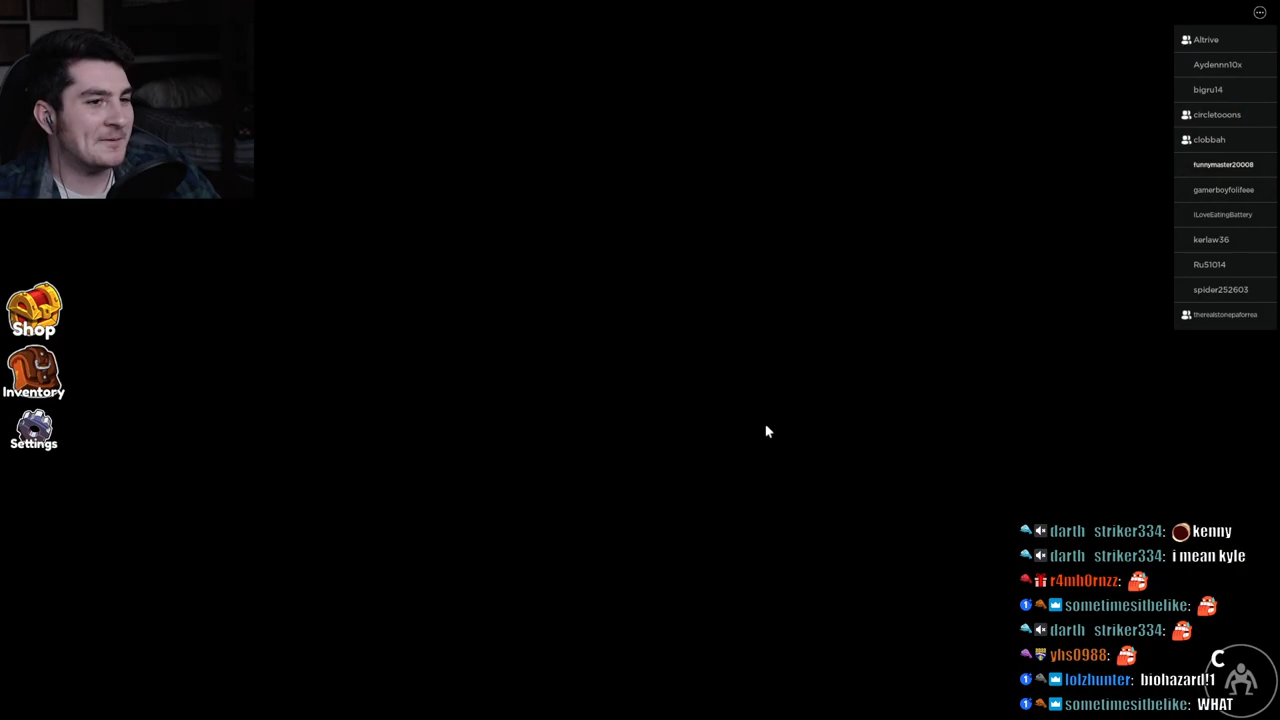 Altrive
Aydennn10x
bigru14
circletooons
clobbah
funnymaster20008
gamerboyfolifeee
ILoveEatingBattery
kerlaw36
Ru51014
spider252603
therealstonepaforrea
Shop
Inventory
Settings
darth_striker334: kenny
darth_striker334: i mean kyle
r4mh0rnzz:
sometimesitbelike:
darth_striker334:
yhs0988:
C
lolzhunter: biohazard!1
sometimesitbelike: WHAT